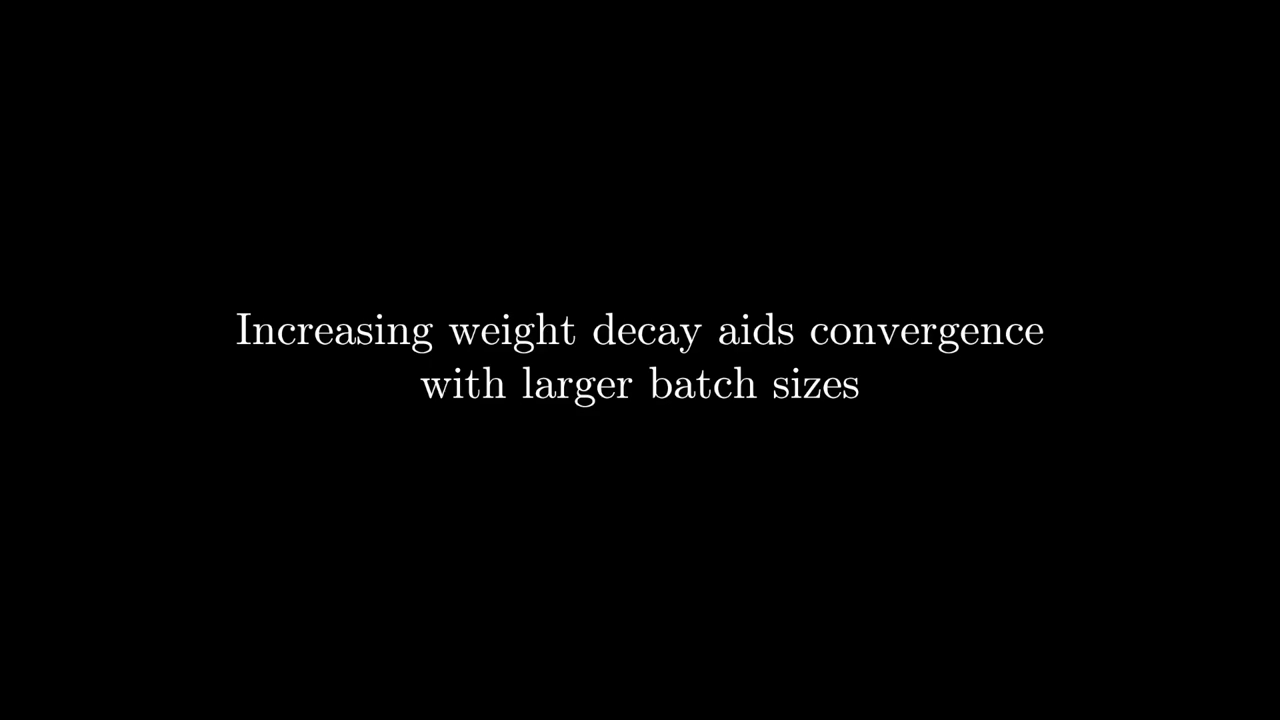 Increasing weight decay aids convergence
with larger batch sizes